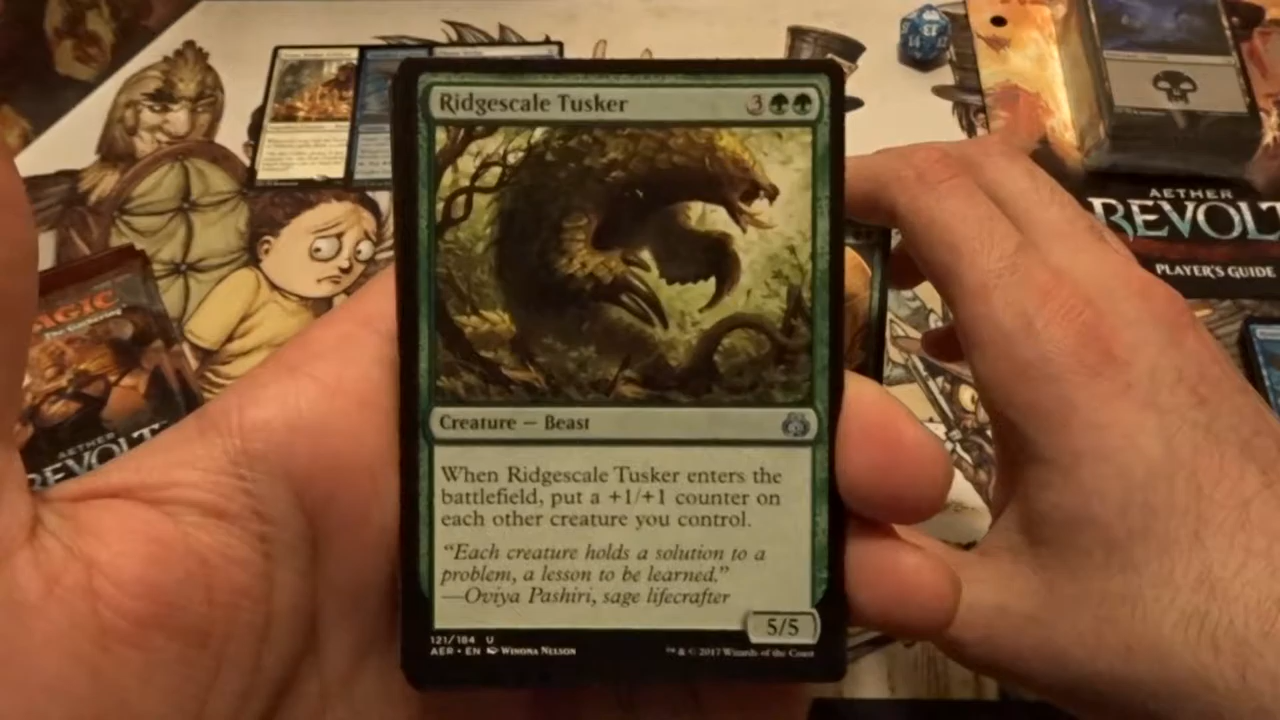 Ridgescale Tusker 3
Creature — Beast
When Ridgescale Tusker enters the
battlefield, put a +1/+1 counter on
each other creature you control.
"Each creature holds a solution to a
problem, a lesson to be learned."
—Oviya Pashiri, sage lifecrafter
5/5
121/184 U
AER • EN Winona Nelson
™ & © 2017 Wizards of the Coast
AETHER
REVOLT
PLAYER'S GUIDE
MAGIC
AETHER
REVOLT
13